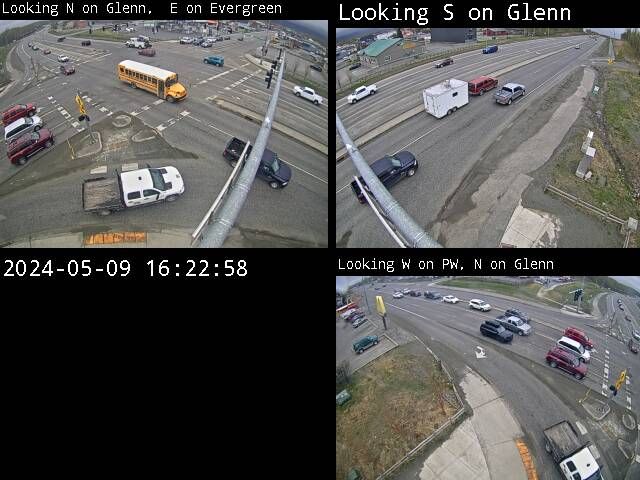 Looking N on Glenn, E on Evergreen
Looking S on Glenn
2024-05-09 16:22:58
Looking W on PW, N on Glenn